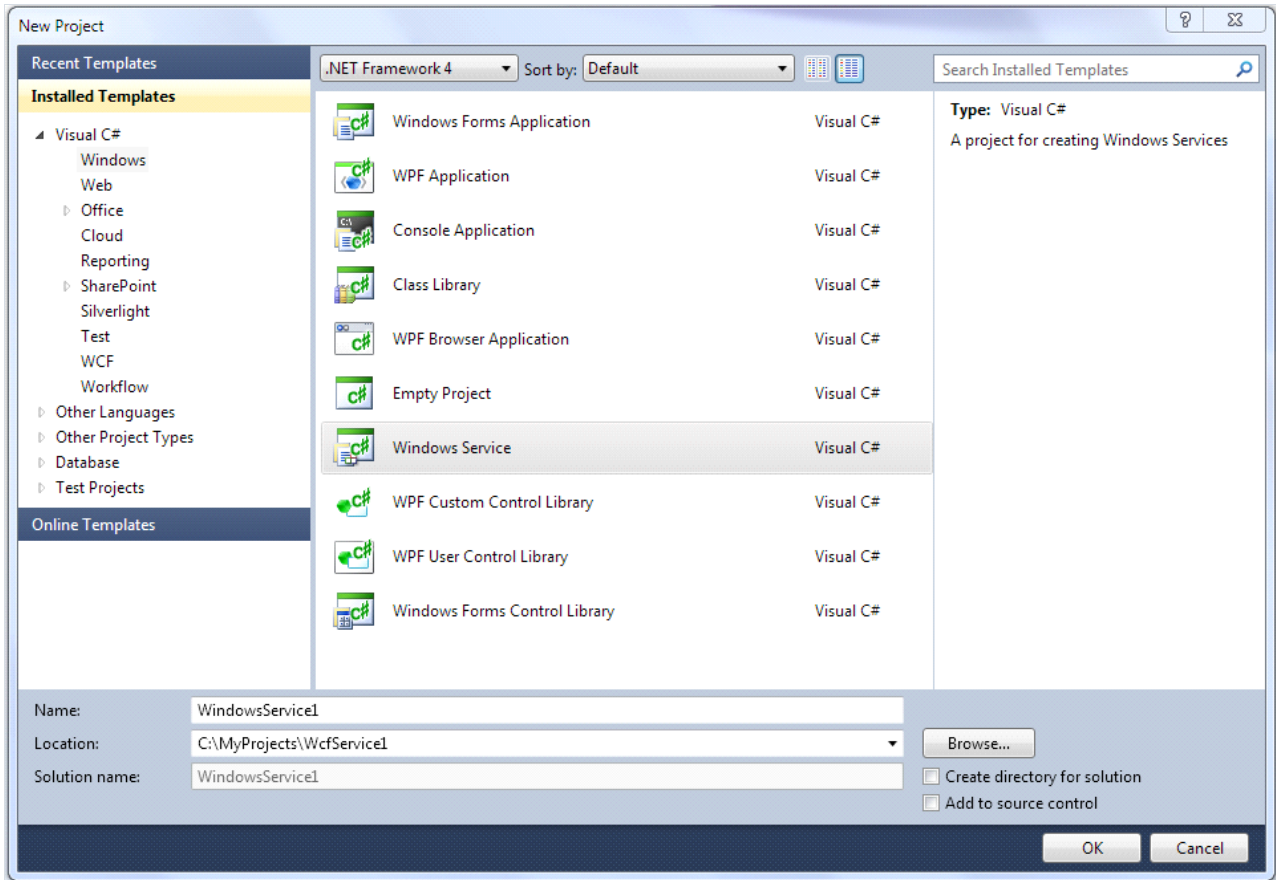 New Project
Recent Templates
Installed Templates
Visual C#
Windows
Web
Office
Cloud
Reporting
SharePoint
Silverlight
Test
WCF
Workflow
Other Languages
Other Project Types
Database
Test Projects
Online Templates
.NET Framework 4 Sort by: Default
Windows Forms Application Visual C#
WPF Application Visual C#
Console Application Visual C#
Class Library Visual C#
WPF Browser Application Visual C#
Empty Project Visual C#
Windows Service Visual C#
WPF Custom Control Library Visual C#
WPF User Control Library Visual C#
Windows Forms Control Library Visual C#
Search Installed Templates
Type: Visual C#
A project for creating Windows Services
Name: WindowsService1
Location: C:\MyProjects\WcfService1 Browse...
Solution name: WindowsService1 Create directory for solution
Add to source control
OK Cancel